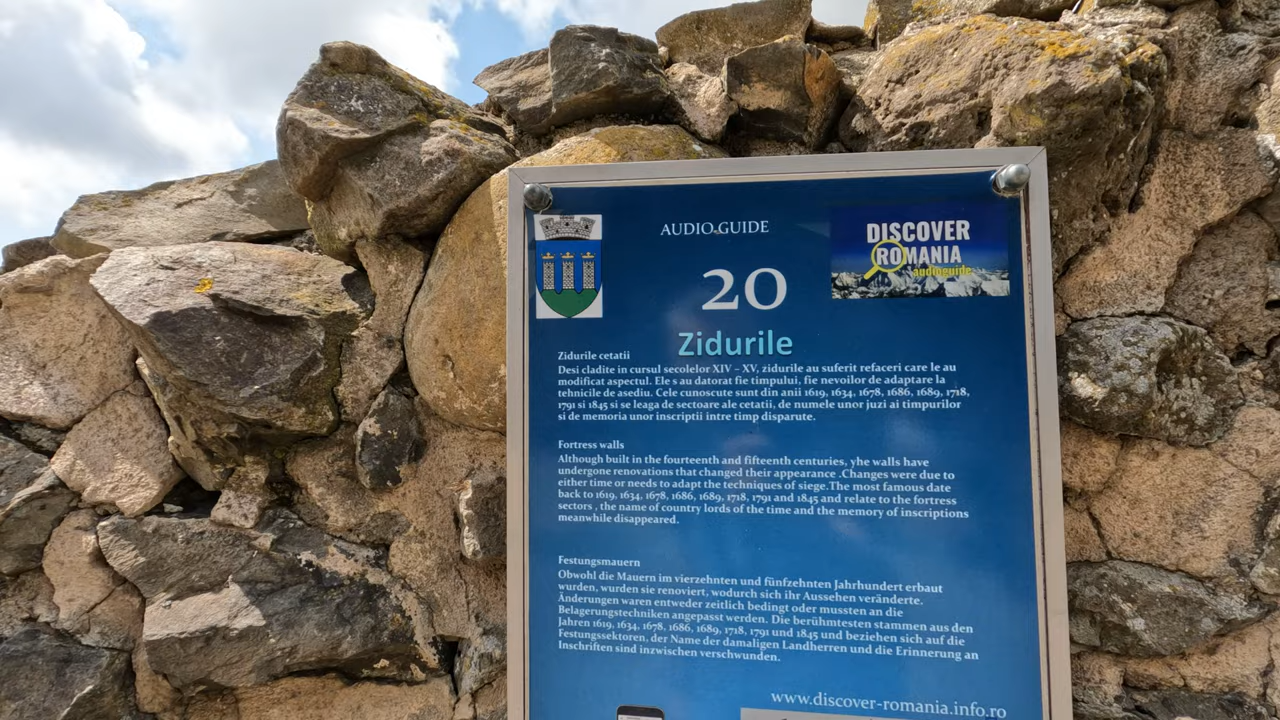 AUDIO.GUIDE
DISCOVER
ROMANIA
audioguide
20
Zidurile
Zidurile cetatii
Desi cladite in cursul secolelor XIV – XV, zidurile au suferit refaceri care le au
modificat aspectul. Ele s au datorat fie timpului, fie nevoilor de adaptare la
tehnicile de asediu. Cele cunoscute sunt din anii 1619, 1634, 1678, 1686, 1689, 1718,
1791 si 1845 si se leaga de sectoare ale cetatii, de numele unor juzi ai timpurilor
si de memoria unor inscriptii intre timp disparute.
Fortress walls
Although built in the fourteenth and fifteenth centuries, yhe walls have
undergone renovations that changed their appearance .Changes were due to
either time or needs to adapt the techniques of siege.The most famous date
back to 1619, 1634, 1678, 1686, 1689, 1718, 1791 and 1845 and relate to the fortress
sectors , the name of country lords of the time and the memory of inscriptions
meanwhile disappeared.
Festungsmauern
Obwohl die Mauern im vierzehnten und fünfzehnten Jahrhundert erbaut
wurden, wurden sie renoviert, wodurch sich ihr Aussehen veränderte.
Änderungen waren entweder zeitlich bedingt oder mussten an die
Belagerungstechniken angepasst werden. Die berühmtesten stammen aus den
Jahren 1619, 1634, 1678, 1686, 1689, 1718, 1791 und 1845 und beziehen sich auf die
Festungssektoren, der Name der damaligen Landherren und die Erinnerung an
Inschriften sind inzwischen verschwunden.
www.discover-romania.info.ro